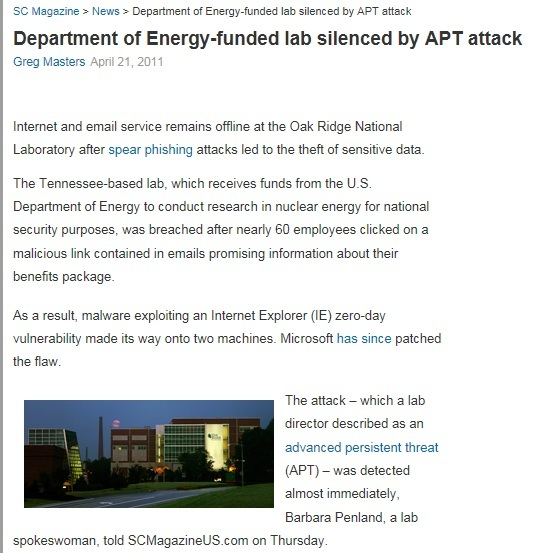 SC Magazine > News > Department of Energy-funded lab silenced by APT attack
Department of Energy-funded lab silenced by APT attack
Greg Masters April 21, 2011
Internet and email service remains offline at the Oak Ridge National
Laboratory after spear phishing attacks led to the theft of sensitive data.
The Tennessee-based lab, which receives funds from the U.S.
Department of Energy to conduct research in nuclear energy for national
security purposes, was breached after nearly 60 employees clicked on a
malicious link contained in emails promising information about their
benefits package.
As a result, malware exploiting an Internet Explorer (IE) zero-day
vulnerability made its way onto two machines. Microsoft has since patched
the flaw.
The attack – which a lab
director described as an
advanced persistent threat
(APT) – was detected
almost immediately,
Barbara Penland, a lab
spokeswoman, told SCMagazineUS.com on Thursday.